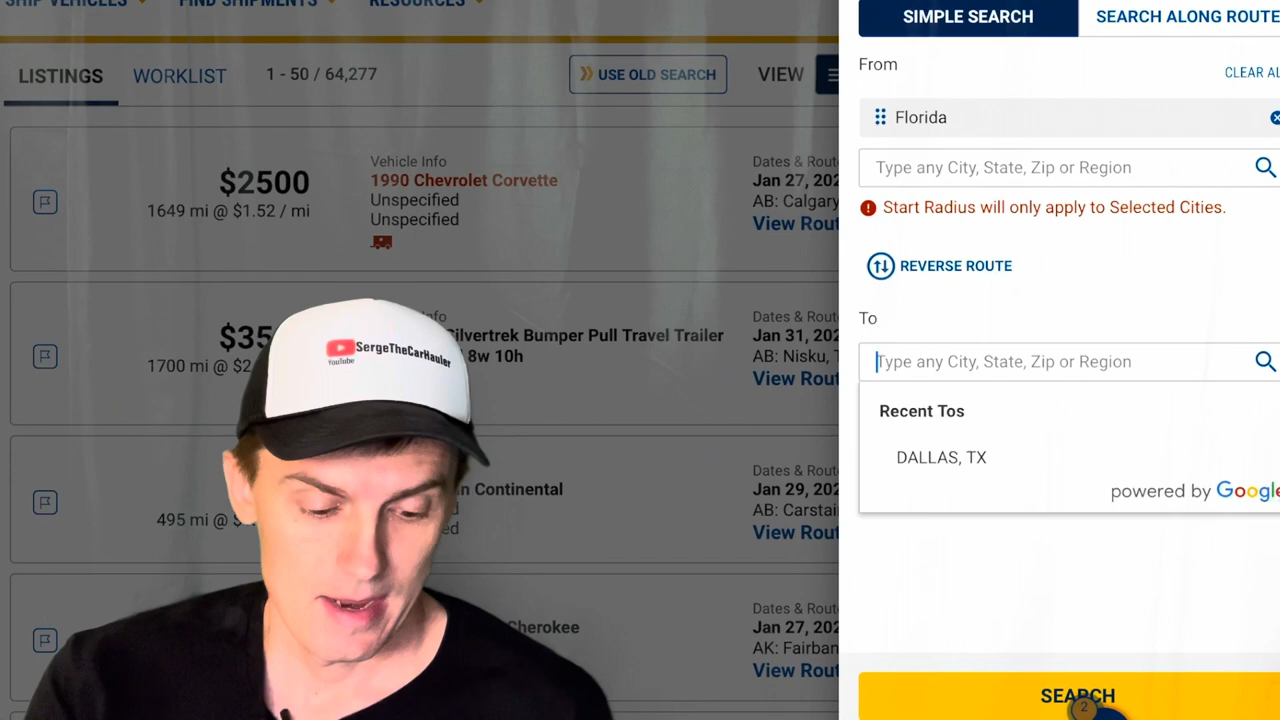 SHIP VEHICLES FIND SHIPMENTS RESOURCES
LISTINGS WORKLIST 1 - 50 / 64,277 USE OLD SEARCH VIEW
$2500
1649 mi @ $1.52 / mi
Vehicle Info
1990 Chevrolet Corvette
Unspecified
Unspecified
Dates & Route
Jan 27, 202
AB: Calgary
View Rout
$35
1700 mi @ $2
nfo
Silvertrek Bumper Pull Travel Trailer
8w 10h
Dates & Route
Jan 31, 202
AB: Nisku, T
View Rout
495 mi @ $
n Continental
ed
Dates & Route
Jan 29, 202
AB: Carstai
View Rout
Cherokee
Dates & Route
Jan 27, 202
AK: Fairban
View Rout
YouTube
SergeTheCarHauler
SIMPLE SEARCH SEARCH ALONG ROUTE
From
CLEAR AL
Florida
Type any City, State, Zip or Region
Start Radius will only apply to Selected Cities.
REVERSE ROUTE
To
Type any City, State, Zip or Region
Recent Tos
DALLAS, TX
powered by Google
SEARCH
2